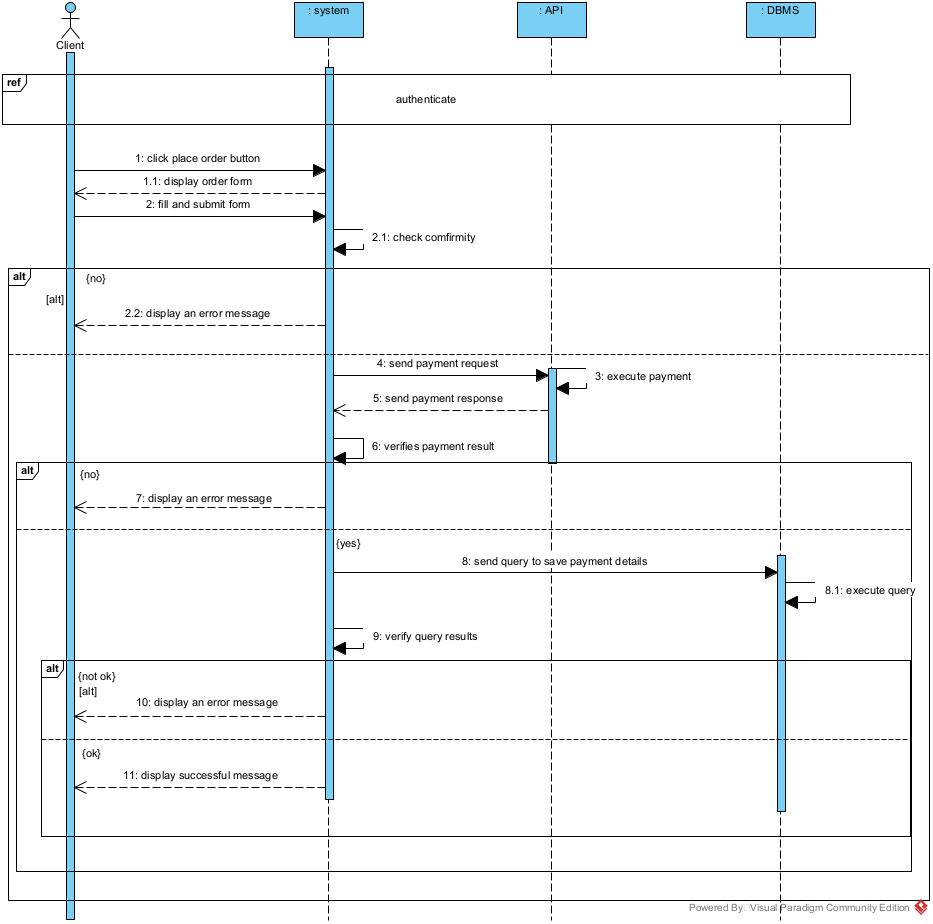 : system
: API
: DBMS
Client
ref
authenticate
1: click place order button
1.1: display order form
2: fill and submit form
2.1: check comfirmity
alt
{no}
[alt]
2.2: display an error message
4: send payment request
3: execute payment
5: send payment response
6: verifies payment result
alt
{no}
7: display an error message
{yes}
8: send query to save payment details
8.1: execute query
9: verify query results
alt
{not ok}
[alt]
10: display an error message
{ok}
11: display successful message
Powered By Visual Paradigm Community Edition